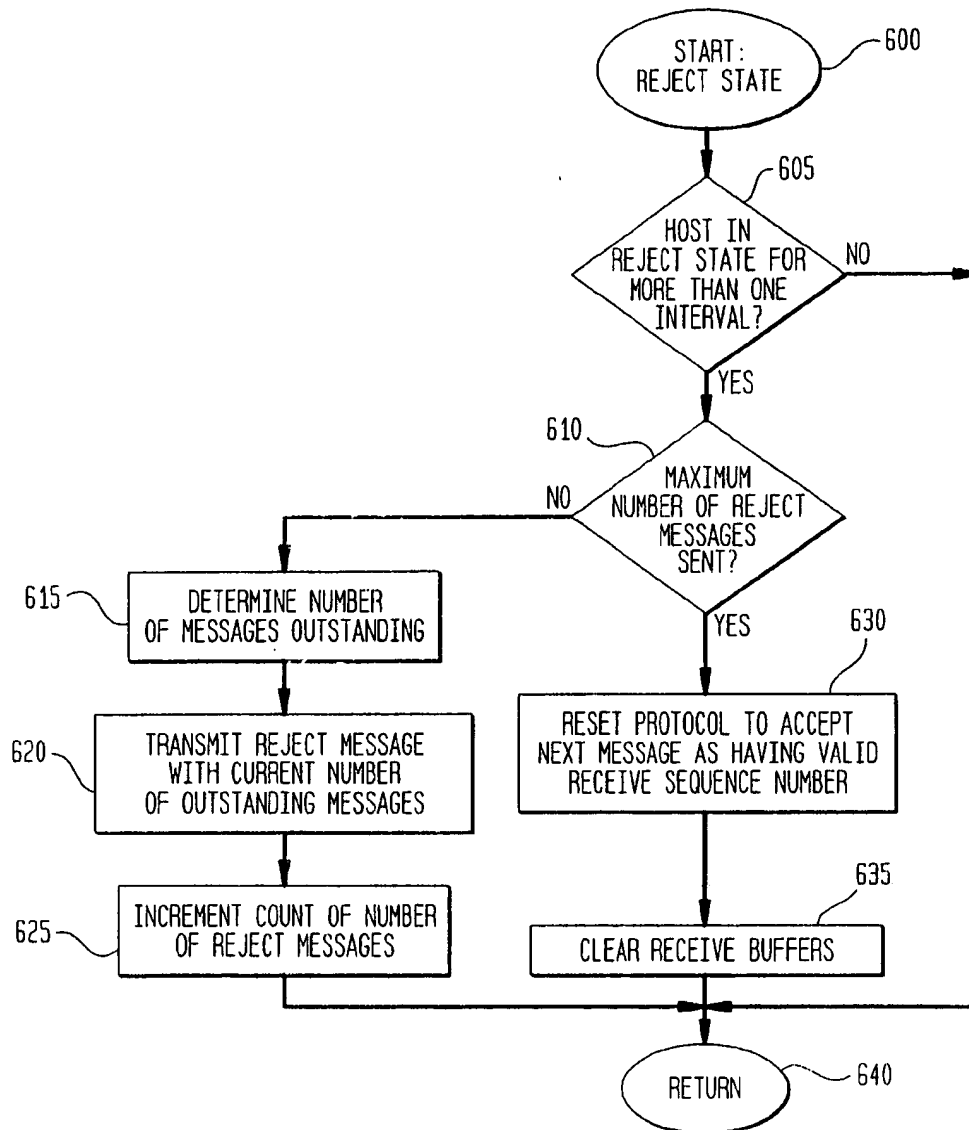 START:
REJECT STATE
600
605
HOST IN
REJECT STATE FOR
MORE THAN ONE
INTERVAL?
NO
YES
610
MAXIMUM
NUMBER OF REJECT
MESSAGES
SENT?
NO
YES
615
DETERMINE NUMBER
OF MESSAGES OUTSTANDING
620
TRANSMIT REJECT MESSAGE
WITH CURRENT NUMBER
OF OUTSTANDING MESSAGES
625
INCREMENT COUNT OF NUMBER
OF REJECT MESSAGES
630
RESET PROTOCOL TO ACCEPT
NEXT MESSAGE AS HAVING VALID
RECEIVE SEQUENCE NUMBER
635
CLEAR RECEIVE BUFFERS
RETURN
640